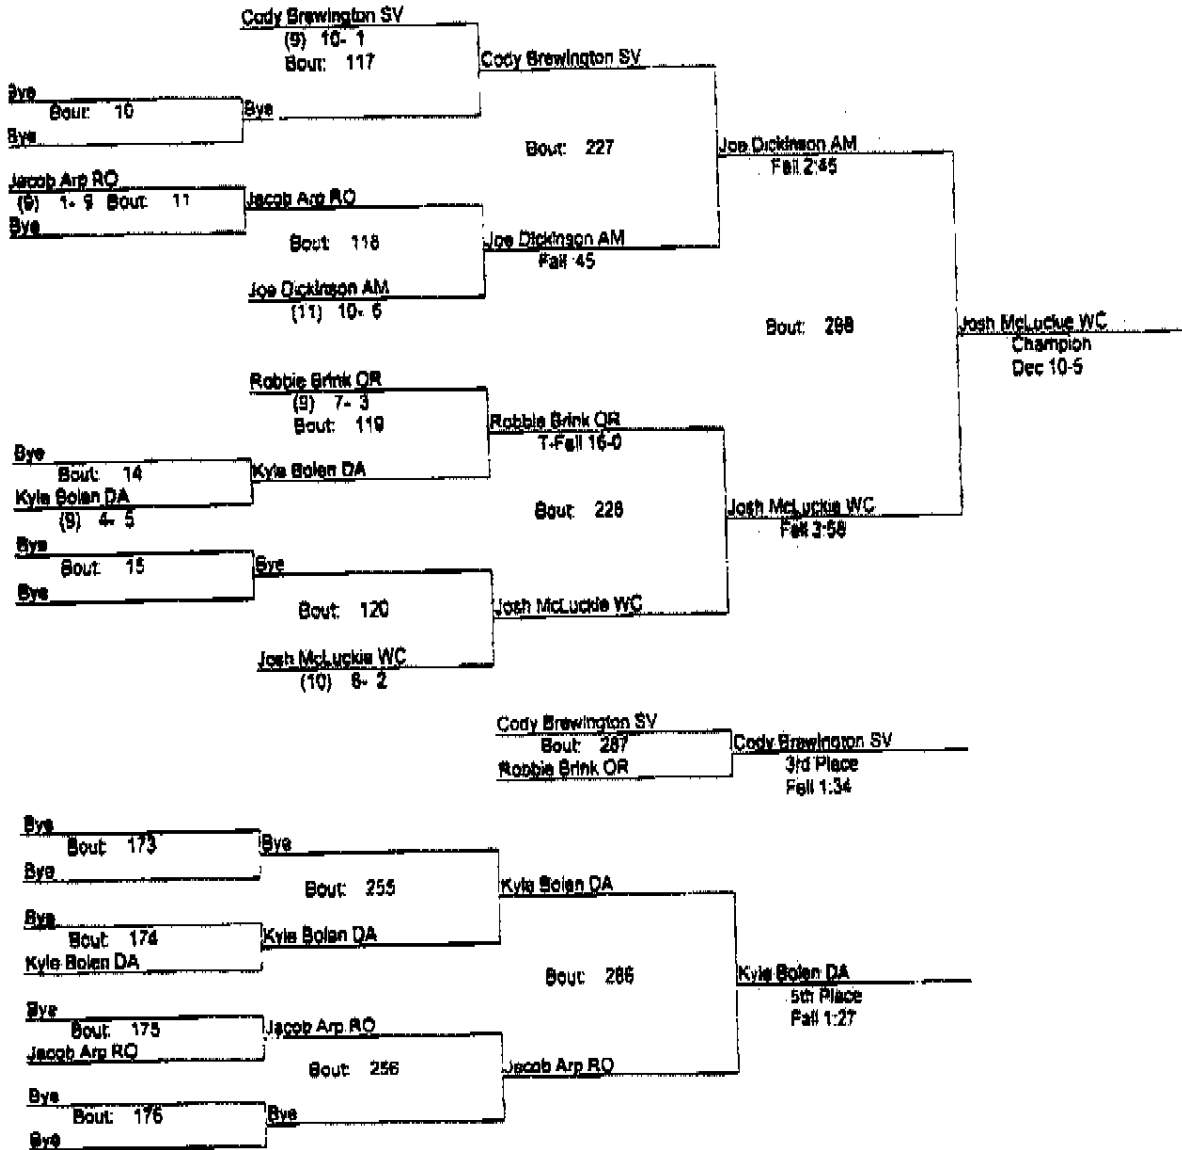 Cody Brewington SV
(9) 10- 1
Bout: 117
Cody Brewington SV
Bye
Bout: 10
Bye
Bye
Bout: 227
Joe Dickinson AM
Fall 2:45
Jacob Arp RO
(9) 1- 9 Bout: 11
Jacob Arp RO
Bye
Bout: 118
Joe Dickinson AM
Fall :45
Joe Dickinson AM
(11) 10- 6
Bout: 288
Josh McLuckie WC
Champion
Dec 10-5
Robbie Brink OR
(9) 7- 3
Bout: 119
Robbie Brink OR
T-Fall 16-0
Bye
Bout: 14
Kyle Bolen DA
Kyle Bolen DA
(9) 4- 5
Bout: 228
Josh McLuckie WC
Fall 3:58
Bye
Bout: 15
Bye
Bye
Bout: 120
Josh McLuckie WC
Josh McLuckie WC
(10) 6- 2
Cody Brewington SV
Bout: 287
Cody Brewington SV
Robbie Brink OR
3rd Place
Fall 1:34
Bye
Bout: 173
Bye
Bye
Bout: 255
Kyle Bolen DA
Bye
Bout: 174
Kyle Bolen DA
Kyle Bolen DA
Bout: 286
Kyle Bolen DA
5th Place
Fall 1:27
Bye
Bout: 175
Jacob Arp RO
Jacob Arp RO
Bout: 256
Jacob Arp RO
Bye
Bout: 176
Bye
Bye